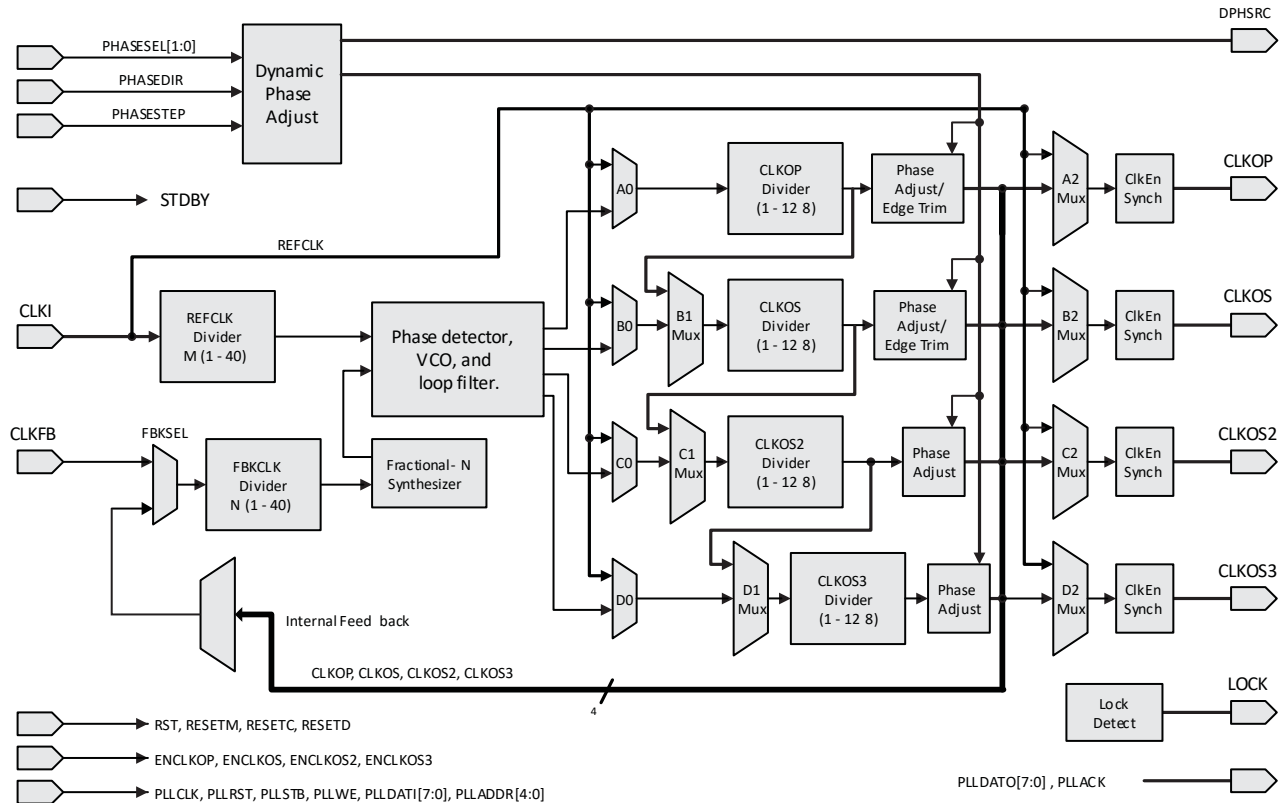 DPHSRC
PHASESEL[1:0]
PHASEDIR
PHASESTEP
Dynamic
Phase
Adjust
STDBY
REFCLK
A0
CLKOP
Divider
(1 - 12 8)
Phase
Adjust/
Edge Trim
A2
Mux
ClkEn
Synch
CLKOP
CLKI
REFCLK
Divider
M (1 - 40)
Phase detector,
VCO, and
loop filter.
B0
B1
Mux
CLKOS
Divider
(1 - 12 8)
Phase
Adjust/
Edge Trim
B2
Mux
ClkEn
Synch
CLKOS
CLKFB
FBKSEL
FBKCLK
Divider
N (1 - 40)
Fractional- N
Synthesizer
C0
C1
Mux
CLKOS2
Divider
(1 - 12 8)
Phase
Adjust
C2
Mux
ClkEn
Synch
CLKOS2
D0
D1
Mux
CLKOS3
Divider
(1 - 12 8)
Phase
Adjust
D2
Mux
ClkEn
Synch
CLKOS3
Internal Feed back
CLKOP, CLKOS, CLKOS2, CLKOS3
4
Lock
Detect
LOCK
RST, RESETM, RESETC, RESETD
ENCLKOP, ENCLKOS, ENCLKOS2, ENCLKOS3
PLLCLK, PLLRST, PLLSTB, PLLWE, PLLDATI[7:0], PLLADDR[4:0]
PLLDATO[7:0] , PLLACK